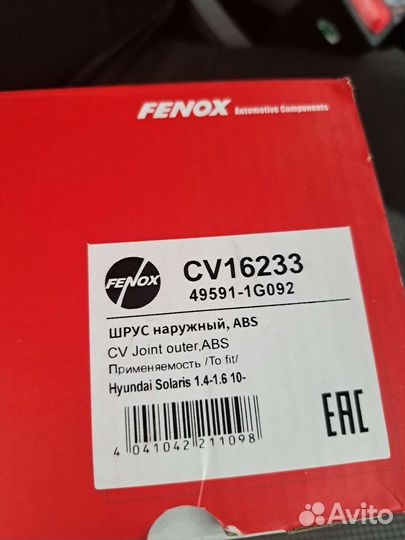 FENOX Automotive Components
FENOX
CV16233
49591-1G092
ШРУС наружный, ABS
CV Joint outer,ABS
Применяемость /To fit/
Hyundai Solaris 1.4-1.6 10-
4 041042 211098
EAC
Avito